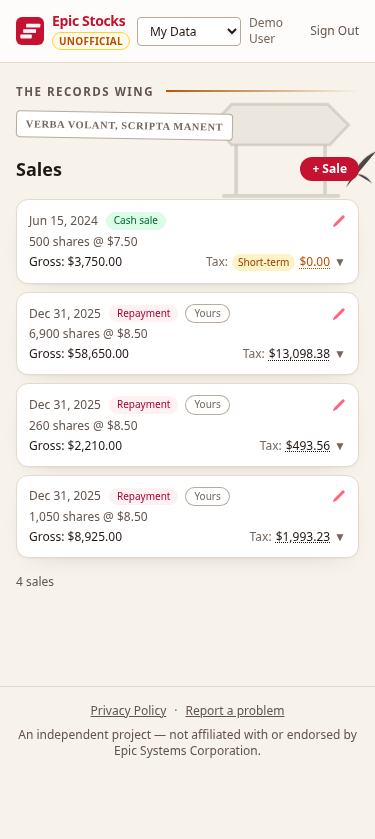 Epic Stocks
UNOFFICIAL
My Data
Demo User
Sign Out
THE RECORDS WING
VERBA VOLANT, SCRIPTA MANENT
Sales
+ Sale
Jun 15, 2024 Cash sale
500 shares @ $7.50
Gross: $3,750.00 Tax: Short-term $0.00 ▼
Dec 31, 2025 Repayment Yours
6,900 shares @ $8.50
Gross: $58,650.00 Tax: $13,098.38 ▼
Dec 31, 2025 Repayment Yours
260 shares @ $8.50
Gross: $2,210.00 Tax: $493.56 ▼
Dec 31, 2025 Repayment Yours
1,050 shares @ $8.50
Gross: $8,925.00 Tax: $1,993.23 ▼
4 sales
Privacy Policy · Report a problem
An independent project — not affiliated with or endorsed by
Epic Systems Corporation.